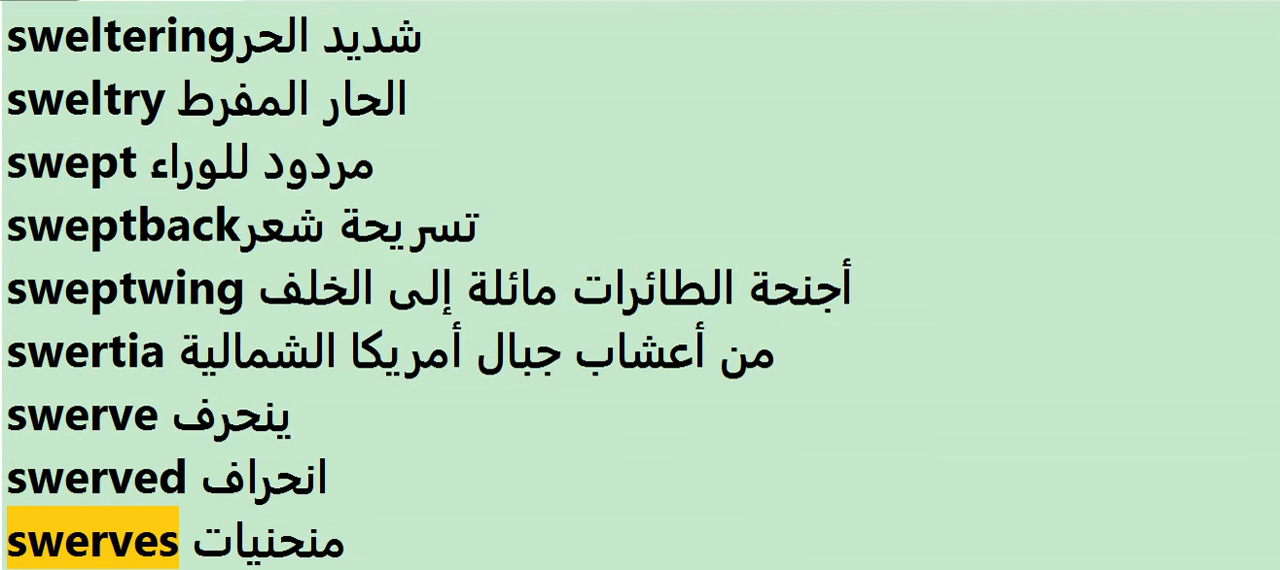 sweltering شديد الحر
sweltry الحار المفرط
swept مردود للوراء
sweptback تسريحة شعر
sweptwing أجنحة الطائرات مائلة إلى الخلف
swertia من أعشاب جبال أمريكا الشمالية
swerve ينحرف
swerved انحراف
swerves منحنيات